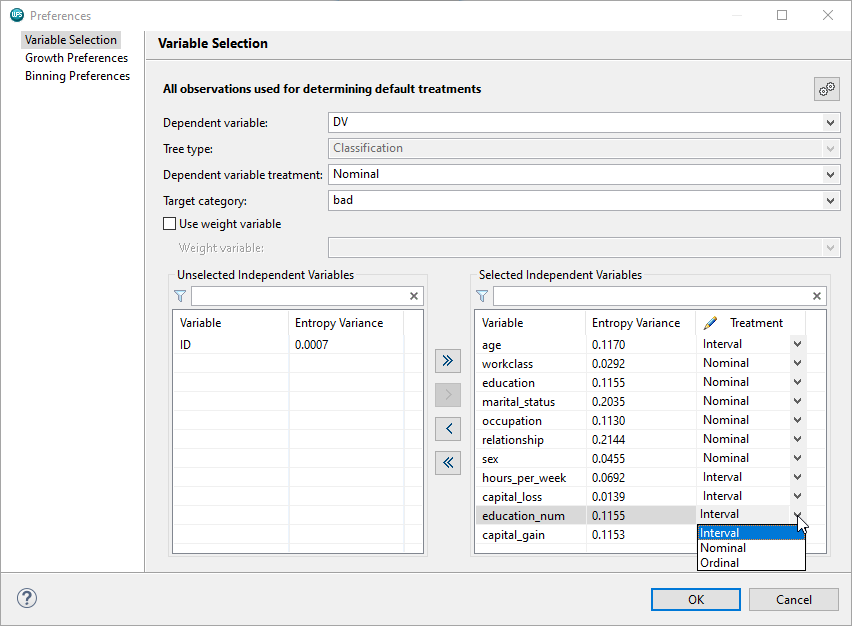 WPS Preferences
Variable Selection
Growth Preferences
Binning Preferences
Variable Selection
All observations used for determining default treatments
Dependent variable: DV
Tree type: Classification
Dependent variable treatment: Nominal
Target category: bad
Use weight variable
Weight variable:
Unselected Independent Variables
Variable Entropy Variance
ID 0.0007
Selected Independent Variables
Variable Entropy Variance Treatment
age 0.1170 Interval
workclass 0.0292 Nominal
education 0.1155 Nominal
marital_status 0.2035 Nominal
occupation 0.1130 Nominal
relationship 0.2144 Nominal
sex 0.0455 Nominal
hours_per_week 0.0692 Interval
capital_loss 0.0139 Interval
education_num 0.1155 Interval
capital_gain 0.1153
Interval
Nominal
Ordinal
? OK Cancel